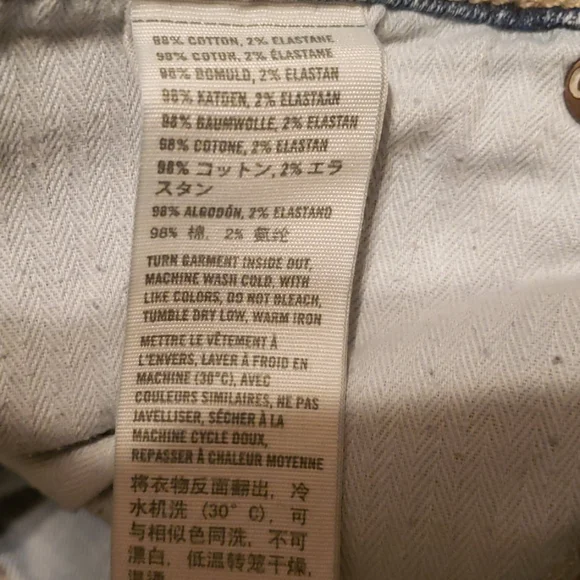 98% COTTON, 2% ELASTANE
98% COTON, 2% ELASTHANE
98% BOMULD, 2% ELASTAN
98% KATOEN, 2% ELASTAAN
98% BAUMWOLLE, 2% ELASTAN
98% COTONE, 2% ELASTAN
98% コットン, 2% エラ
スタン
98% ALGODÓN, 2% ELASTANO
98% 棉, 2% 氨纶
TURN GARMENT INSIDE OUT,
MACHINE WASH COLD, WITH
LIKE COLORS, DO NOT BLEACH,
TUMBLE DRY LOW, WARM IRON
METTRE LE VÊTEMENT À
L'ENVERS, LAVER À FROID EN
MACHINE (30°C), AVEC
COULEURS SIMILAIRES, NE PAS
JAVELLISER, SÉCHER À LA
MACHINE CYCLE DOUX,
REPASSER À CHALEUR MOYENNE
将衣物反面翻出, 冷
水机洗 (30° C), 可
与相似色同洗, 不可
漂白, 低温转笼干燥,